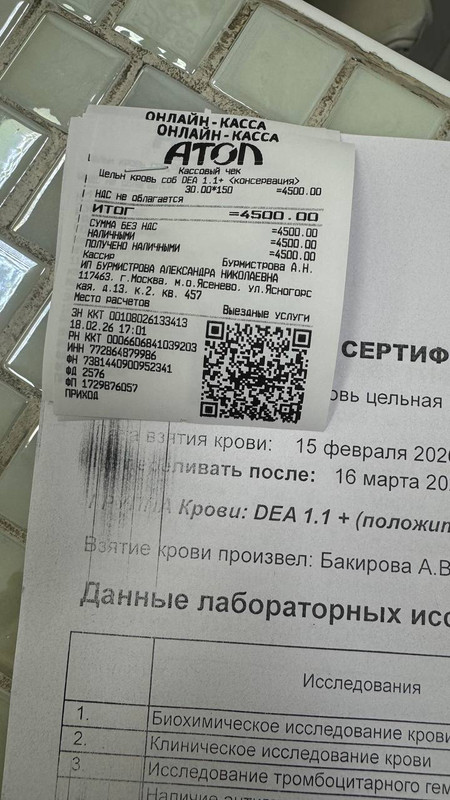 ОНЛАЙН-КАССА
ОНЛАЙН-КАССА
АТОЛ
Кассовый чек
Цельн кровь соб DEA 1.1+ <консервация>
30.00*150 =4500.00
НДС не облагается
ИТОГ =4500.00
СУММА БЕЗ НДС =4500.00
НАЛИЧНЫМИ =4500.00
ПОЛУЧЕНО НАЛИЧНЫМИ =4500.00
Кассир Бурмистрова А.Н.
ИП БУРМИСТРОВА АЛЕКСАНДРА НИКОЛАЕВНА
117463, г.Москва, м.о.Ясенево, ул.Ясногорс
кая, д.13, к.2, кв. 457
Место расчетов Выездные услуги
ЗН ККТ 00108026133413
18.02.26 17:01
РН ККТ 0006606841039203
ИНН 772864879986
ФН 7381440900952341
ФД 2576
ФП 1729876057
ПРИХОД
СЕРТИФ
овь цельная
взятия крови: 15 февраля 2026
ливать после: 16 марта 20
Крови: DEA 1.1 + (положит
Взятие крови произвел: Бакирова А.В
Данные лабораторных исс
Исследования
1. Биохимическое исследование крови
2. Клиническое исследование крови
3 Исследование тромбоцитарного гем
Наличие